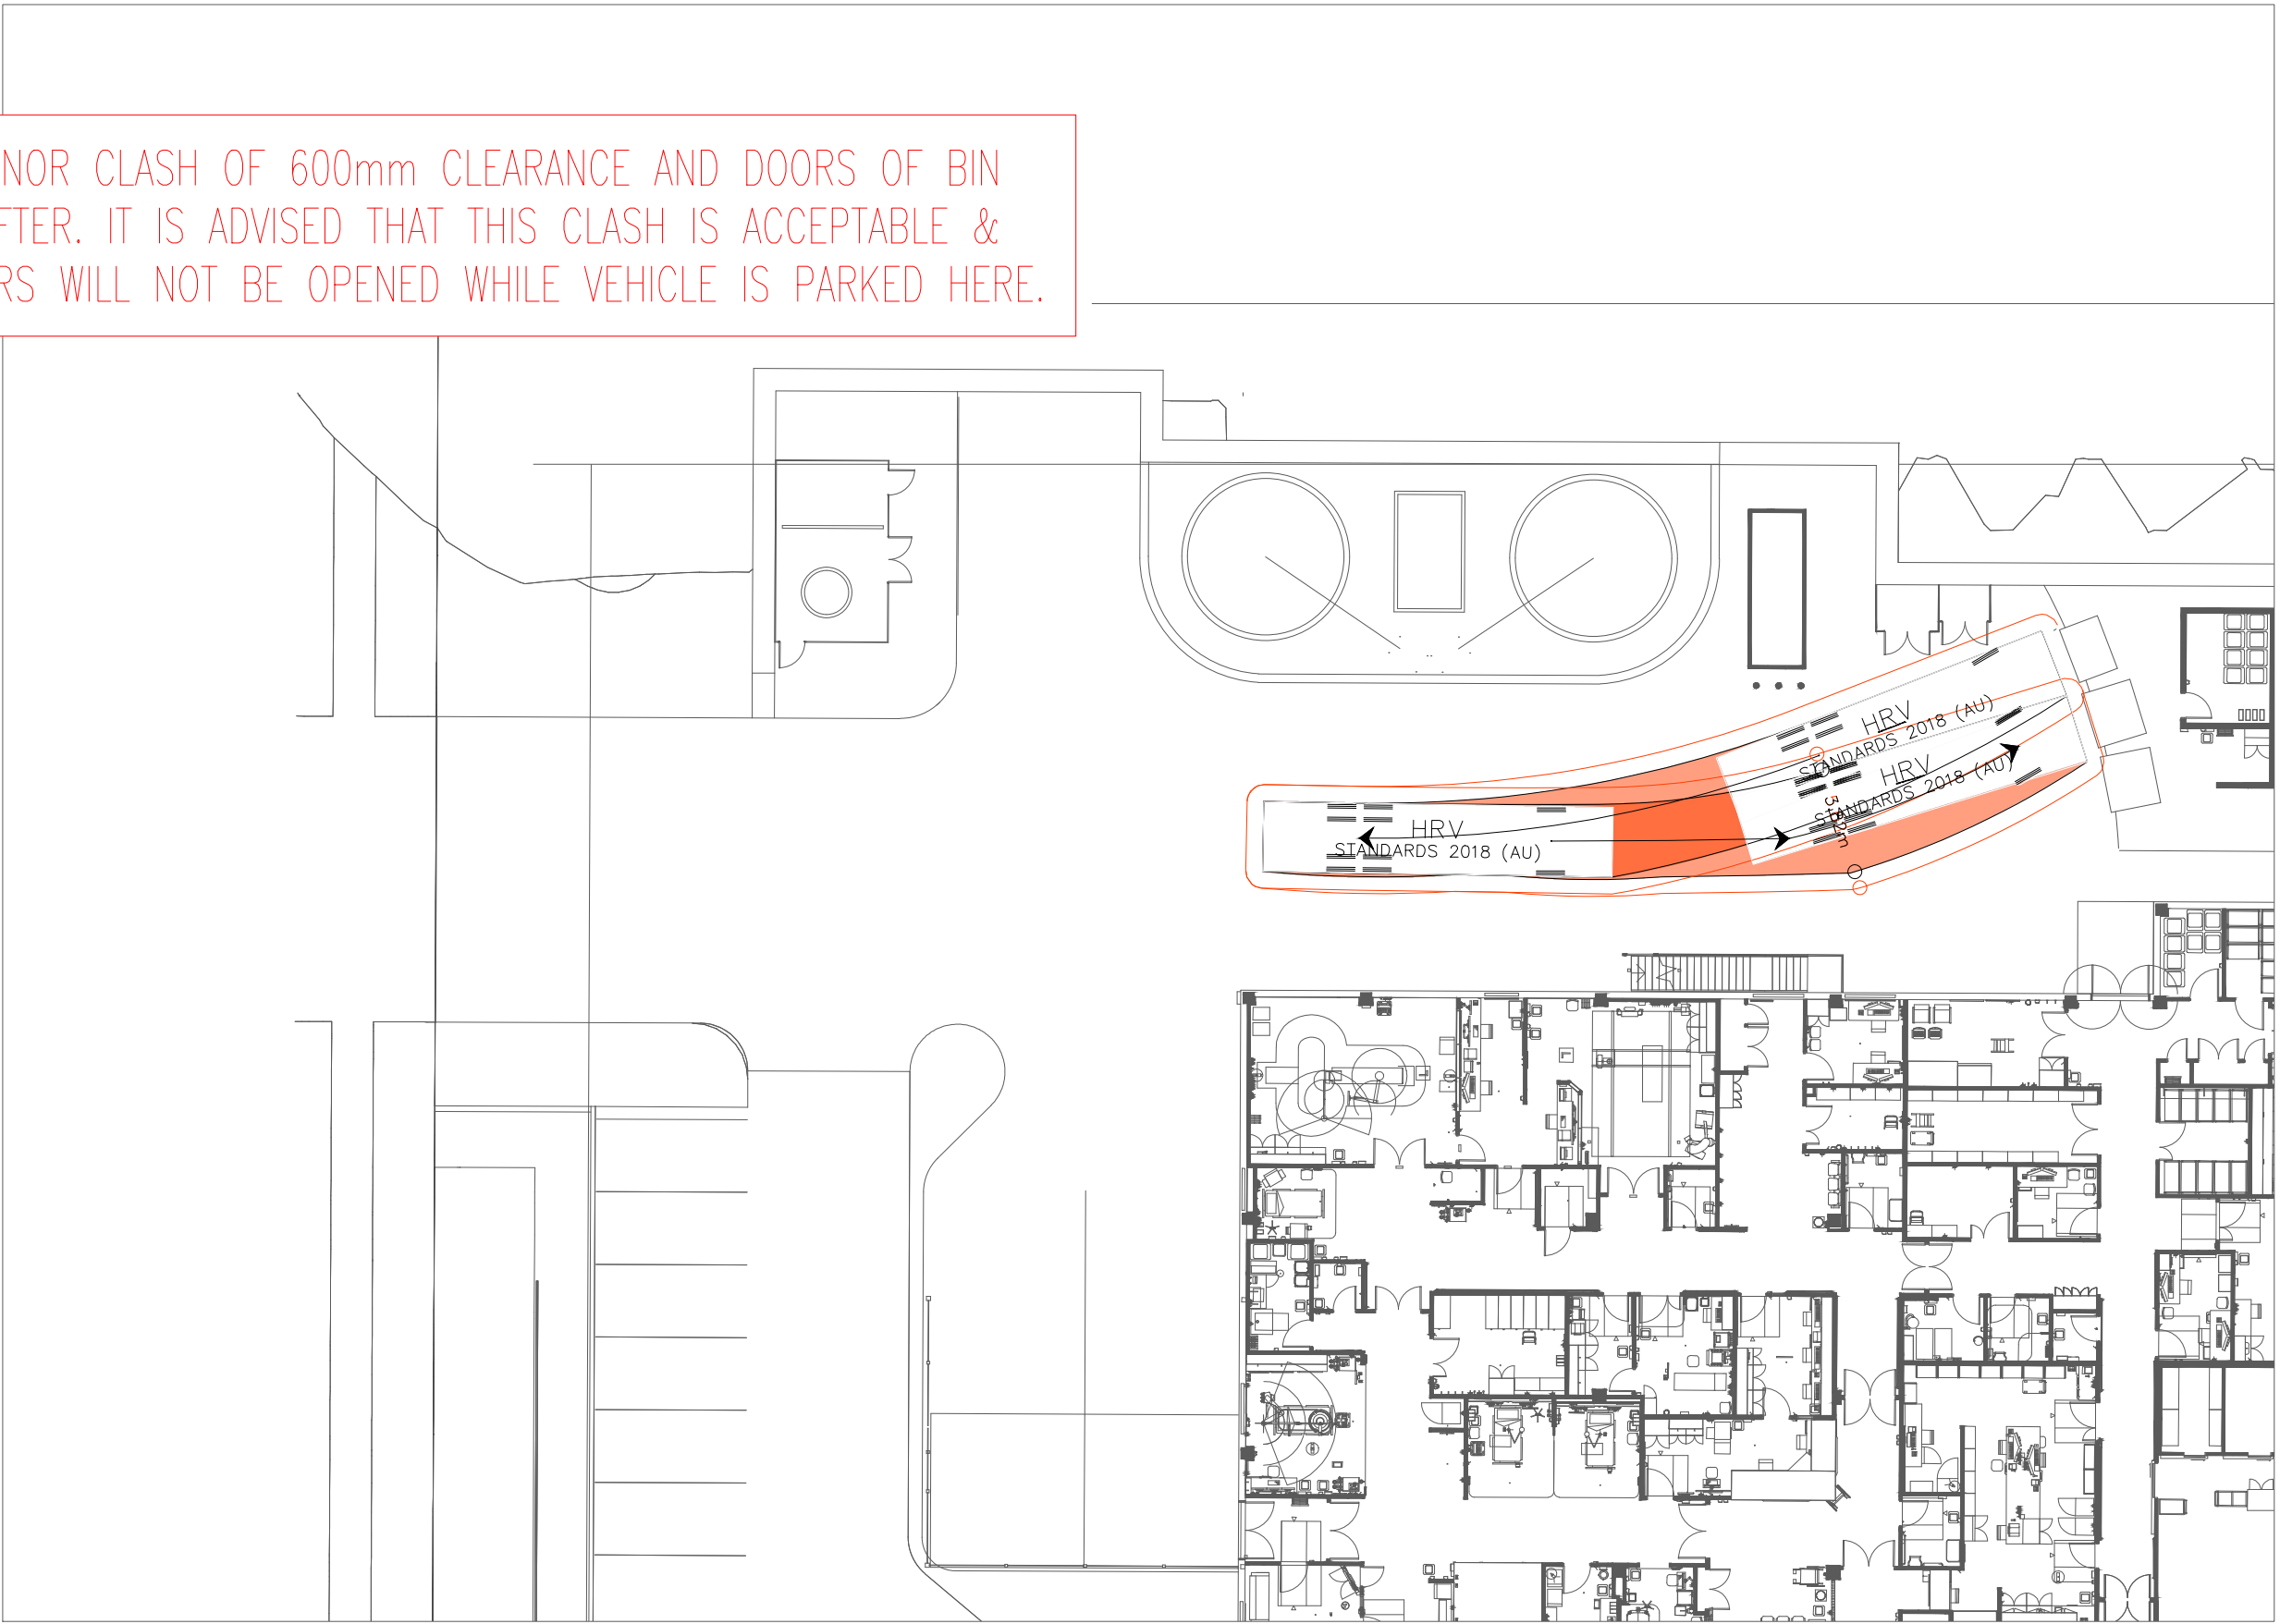 NOR CLASH OF 600mm CLEARANCE AND DOORS OF BIN
FTER. IT IS ADVISED THAT THIS CLASH IS ACCEPTABLE &
RS WILL NOT BE OPENED WHILE VEHICLE IS PARKED HERE.
HRV
STANDARDS 2018 (AU)
HRV
STANDARDS 2018 (AU)
HRV
STANDARDS 2018 (AU)